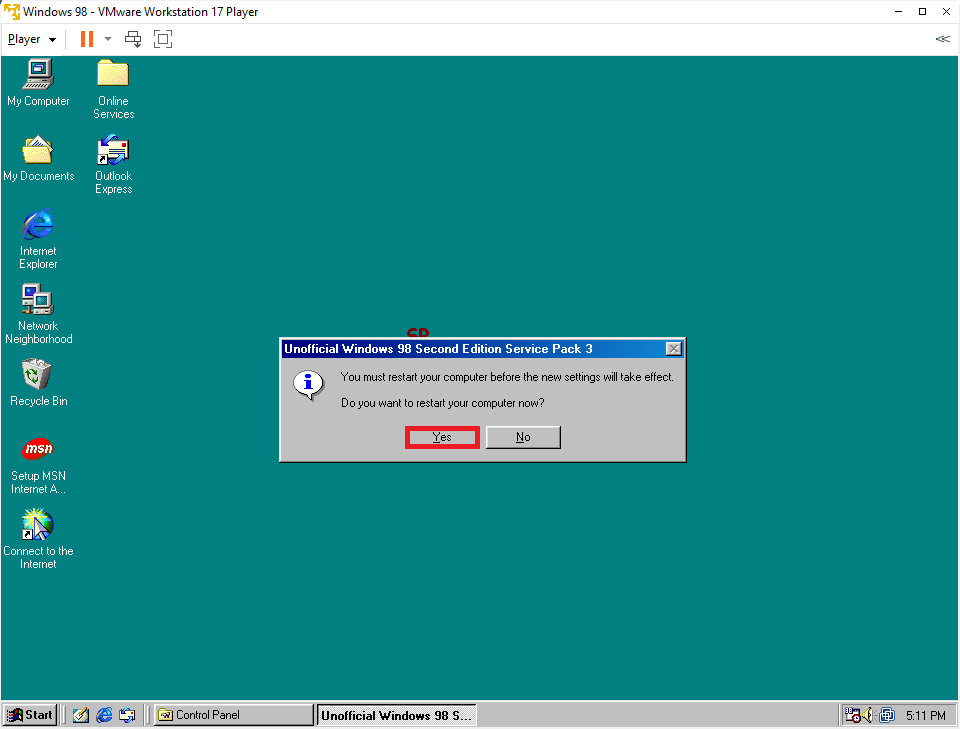 Windows 98 - VMware Workstation 17 Player
Player
My Computer
Online
Services
My Documents
Outlook
Express
Internet
Explorer
Network
Neighborhood
Recycle Bin
msn
Setup MSN
Internet A...
Connect to the
Internet
SP
Unofficial Windows 98 Second Edition Service Pack 3
You must restart your computer before the new settings will take effect.
Do you want to restart your computer now?
Yes
No
Start
Control Panel
Unofficial Windows 98 S...
5:11 PM